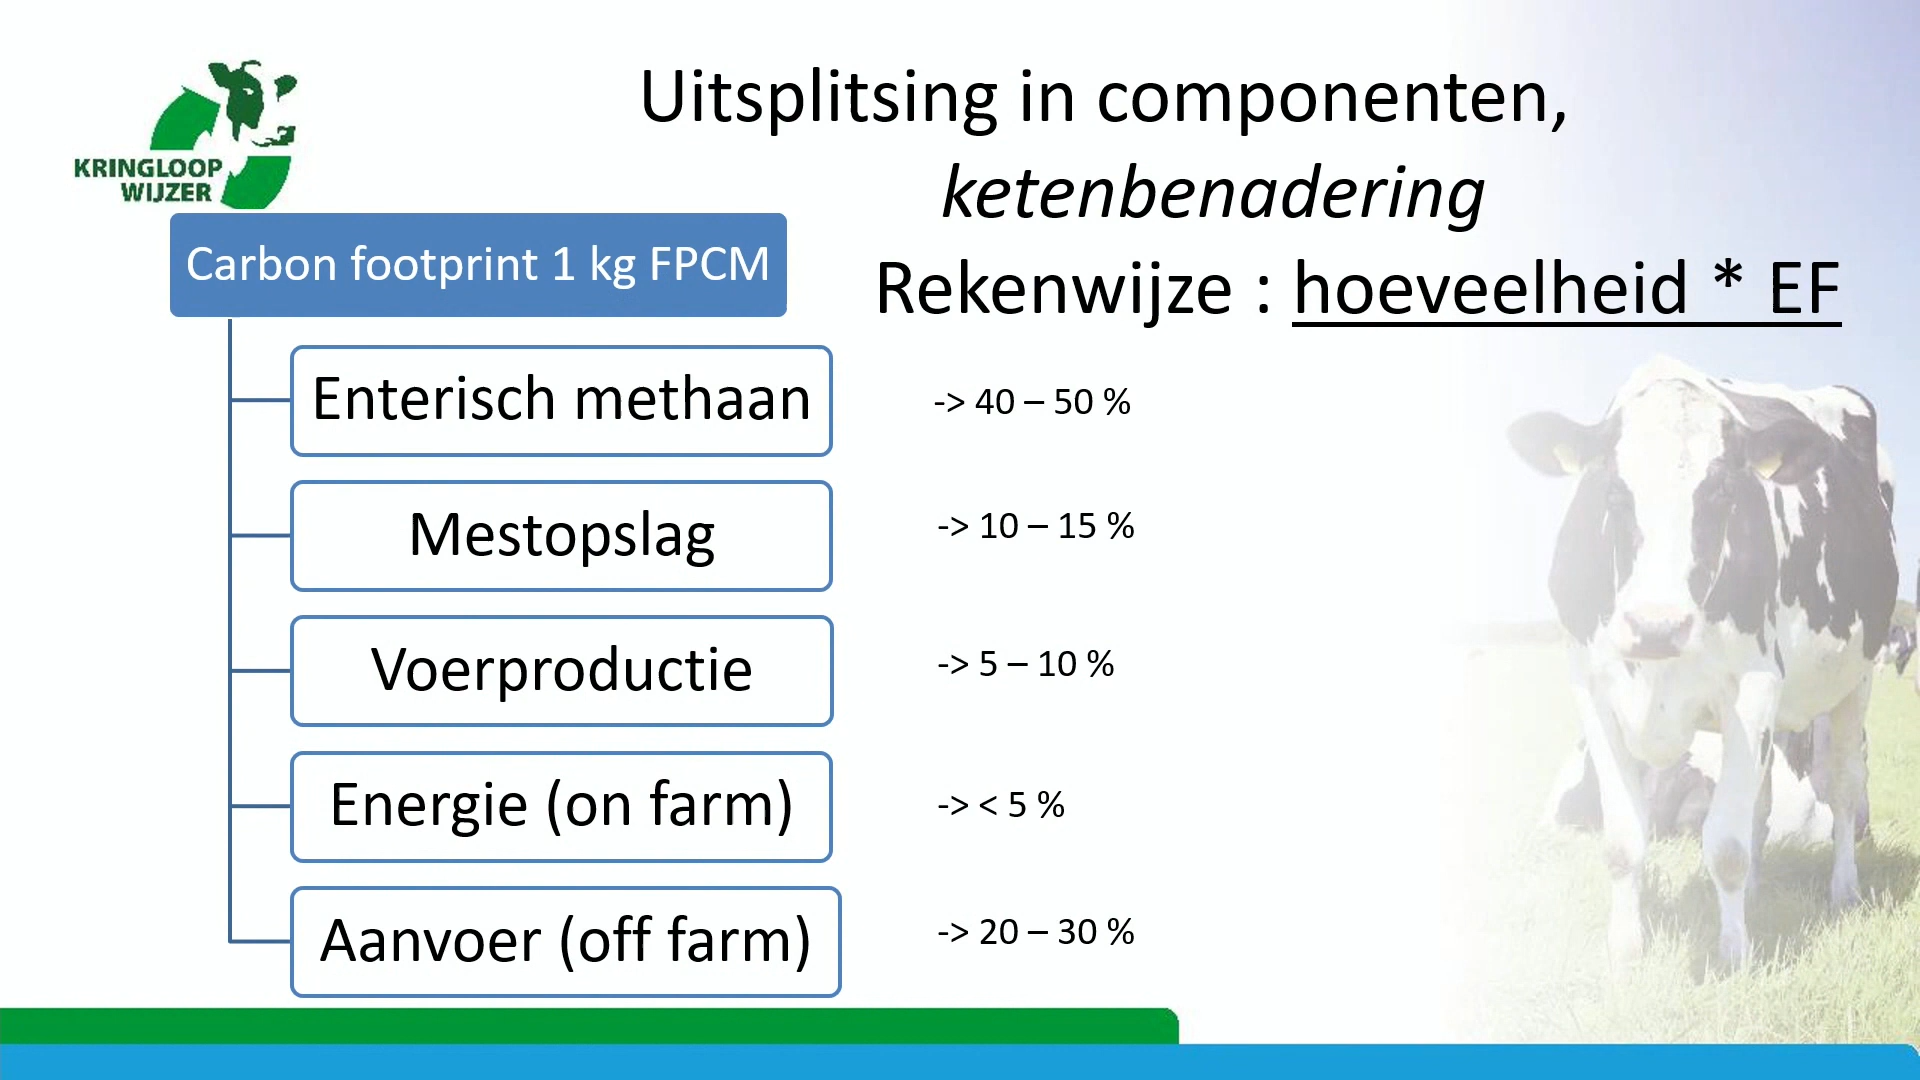 KRINGLOOP
WIJZER
Uitsplitsing in componenten,
ketenbenadering
Rekenwijze : hoeveelheid * EF
Carbon footprint 1 kg FPCM
Enterisch methaan
-> 40 – 50 %
Mestopslag
-> 10 – 15 %
Voerproductie
-> 5 – 10 %
Energie (on farm)
-> < 5 %
Aanvoer (off farm)
-> 20 – 30 %